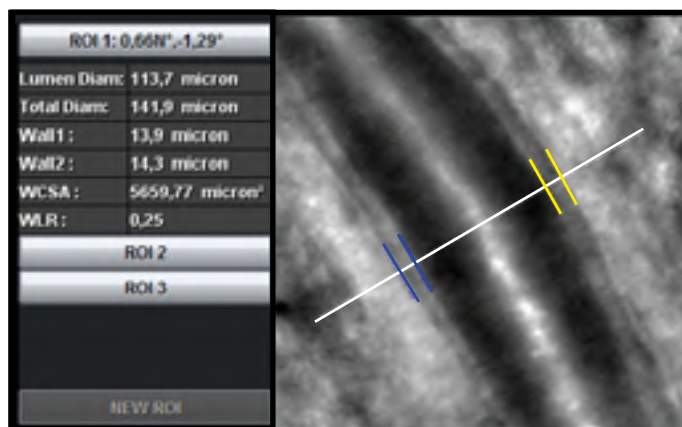 ROI 1: 0,66N°,-1,29°
Lumen Diam: 113,7 micron
Total Diam: 141,9 micron
Wall1: 13,9 micron
Wall2: 14,3 micron
WCSA: 5659,77 micron²
WLR: 0,25
ROI 2
ROI 3
NEW ROI